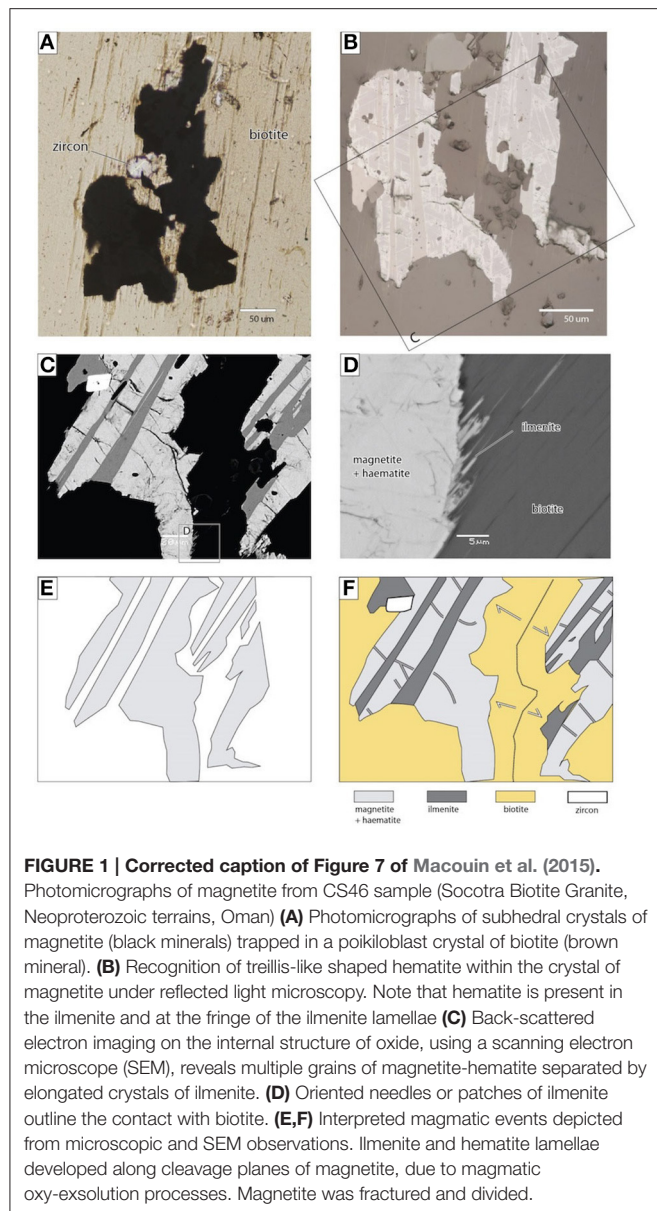 A
zircon
biotite
50 um
B
C
50 um
C
D
D
ilmenite
magnetite
+ haematite
biotite
5µm
E
F
magnetite
+ haematite
ilmenite
biotite
zircon
FIGURE 1 | Corrected caption of Figure 7 of Macouin et al. (2015).
Photomicrographs of magnetite from CS46 sample (Socotra Biotite Granite,
Neoproterozoic terrains, Oman) (A) Photomicrographs of subhedral crystals of
magnetite (black minerals) trapped in a poikiloblast crystal of biotite (brown
mineral). (B) Recognition of treillis-like shaped hematite within the crystal of
magnetite under reflected light microscopy. Note that hematite is present in
the ilmenite and at the fringe of the ilmenite lamellae (C) Back-scattered
electron imaging on the internal structure of oxide, using a scanning electron
microscope (SEM), reveals multiple grains of magnetite-hematite separated by
elongated crystals of ilmenite. (D) Oriented needles or patches of ilmenite
outline the contact with biotite. (E,F) Interpreted magmatic events depicted
from microscopic and SEM observations. Ilmenite and hematite lamellae
developed along cleavage planes of magnetite, due to magmatic
oxy-exsolution processes. Magnetite was fractured and divided.